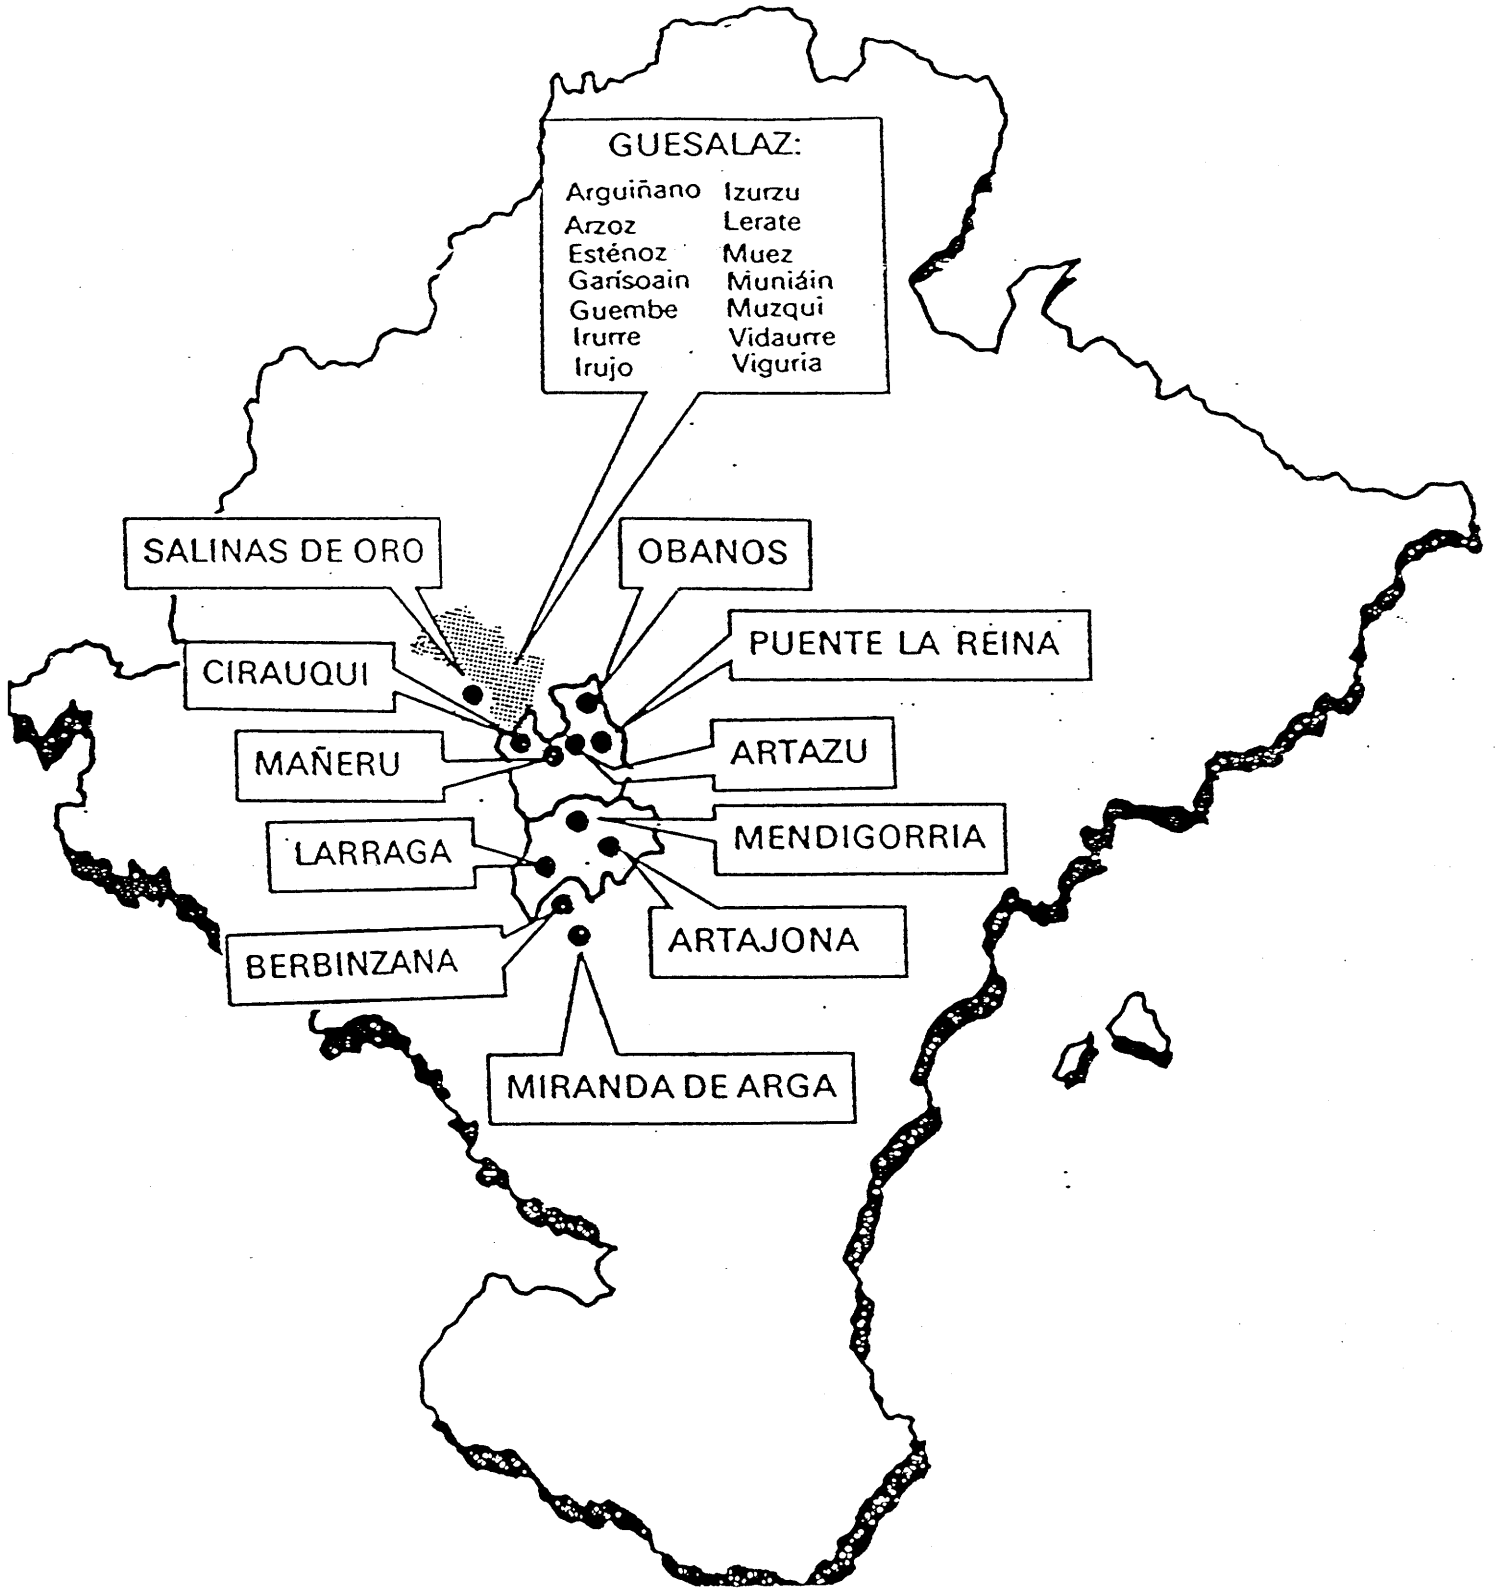 GUESALAZ:
Arguiñano Izurzu
Arzoz Lerate
Esténoz Muez
Garísoain Muniáin
Guembe Muzqui
Irurre Vidaurre
Irujo Viguria
SALINAS DE ORO
OBANOS
PUENTE LA REINA
CIRAUQUI
MAÑERU
ARTAZU
LARRAGA
MENDIGORRIA
ARTAJONA
BERBINZANA
MIRANDA DE ARGA